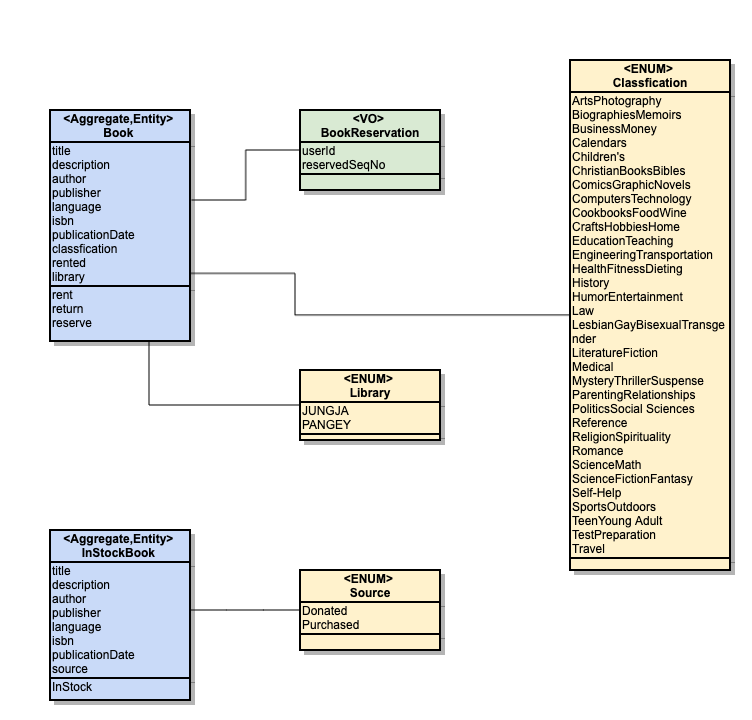 <Aggregate,Entity>
Book
title
description
author
publisher
language
isbn
publicationDate
classfication
rented
library
rent
return
reserve
<VO>
BookReservation
userId
reservedSeqNo
<ENUM>
Classfication
ArtsPhotography
BiographiesMemoirs
BusinessMoney
Calendars
Children's
ChristianBooksBibles
ComicsGraphicNovels
ComputersTechnology
CookbooksFoodWine
CraftsHobbiesHome
EducationTeaching
EngineeringTransportation
HealthFitnessDieting
History
HumorEntertainment
Law
LesbianGayBisexualTransge
nder
LiteratureFiction
Medical
MysteryThrillerSuspense
ParentingRelationships
PoliticsSocial Sciences
Reference
ReligionSpirituality
Romance
ScienceMath
ScienceFictionFantasy
Self-Help
SportsOutdoors
TeenYoung Adult
TestPreparation
Travel
<ENUM>
Library
JUNGJA
PANGEY
<Aggregate,Entity>
InStockBook
title
description
author
publisher
language
isbn
publicationDate
source
InStock
<ENUM>
Source
Donated
Purchased